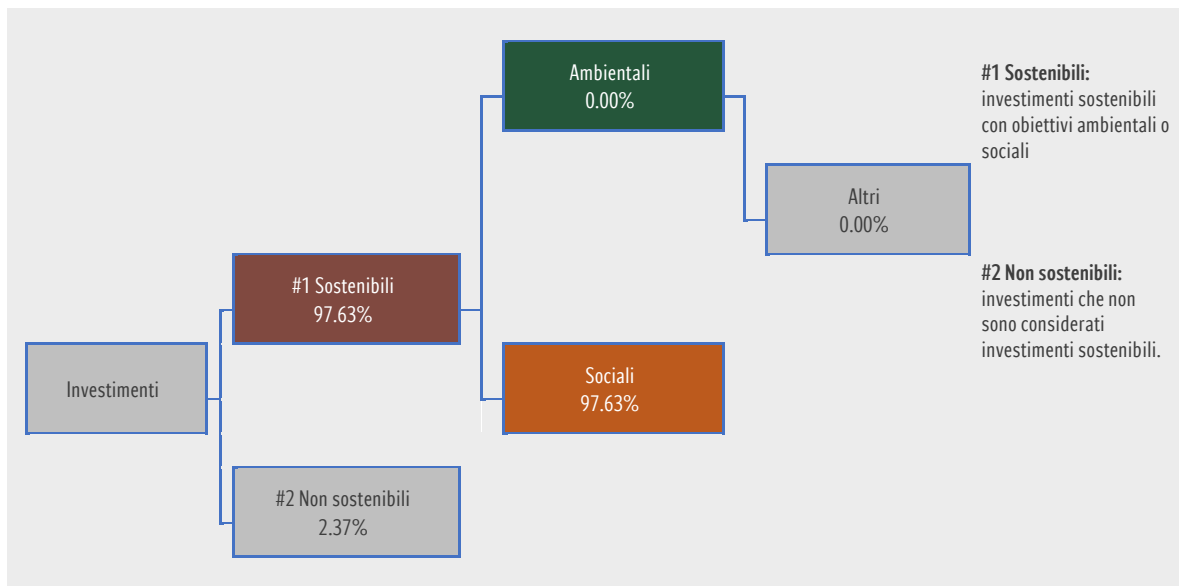 Investimenti
#1 Sostenibili
97.63%
#2 Non sostenibili
2.37%
Ambientali
0.00%
Sociali
97.63%
Altri
0.00%
#1 Sostenibili:
investimenti sostenibili
con obiettivi ambientali o
sociali
#2 Non sostenibili:
investimenti che non
sono considerati
investimenti sostenibili.